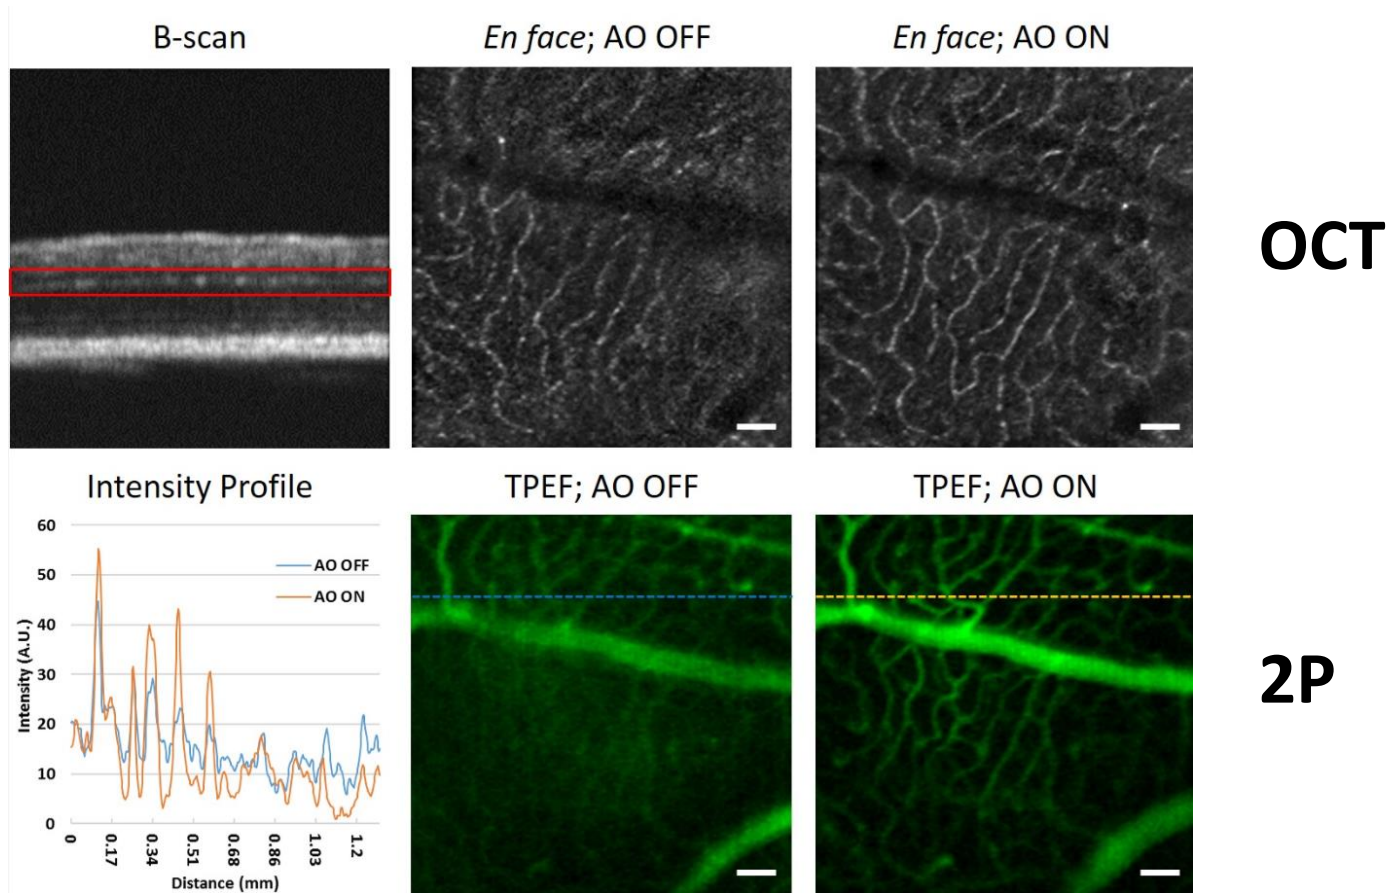 B-scan
En face; AO OFF
En face; AO ON
OCT
Intensity Profile
TPEF; AO OFF
TPEF; AO ON
60
50
40
30
20
10
0
Intensity (A.U.)
AO OFF
AO ON
0
0.17
0.34
0.51
0.68
0.86
1.03
1.2
Distance (mm)
2P